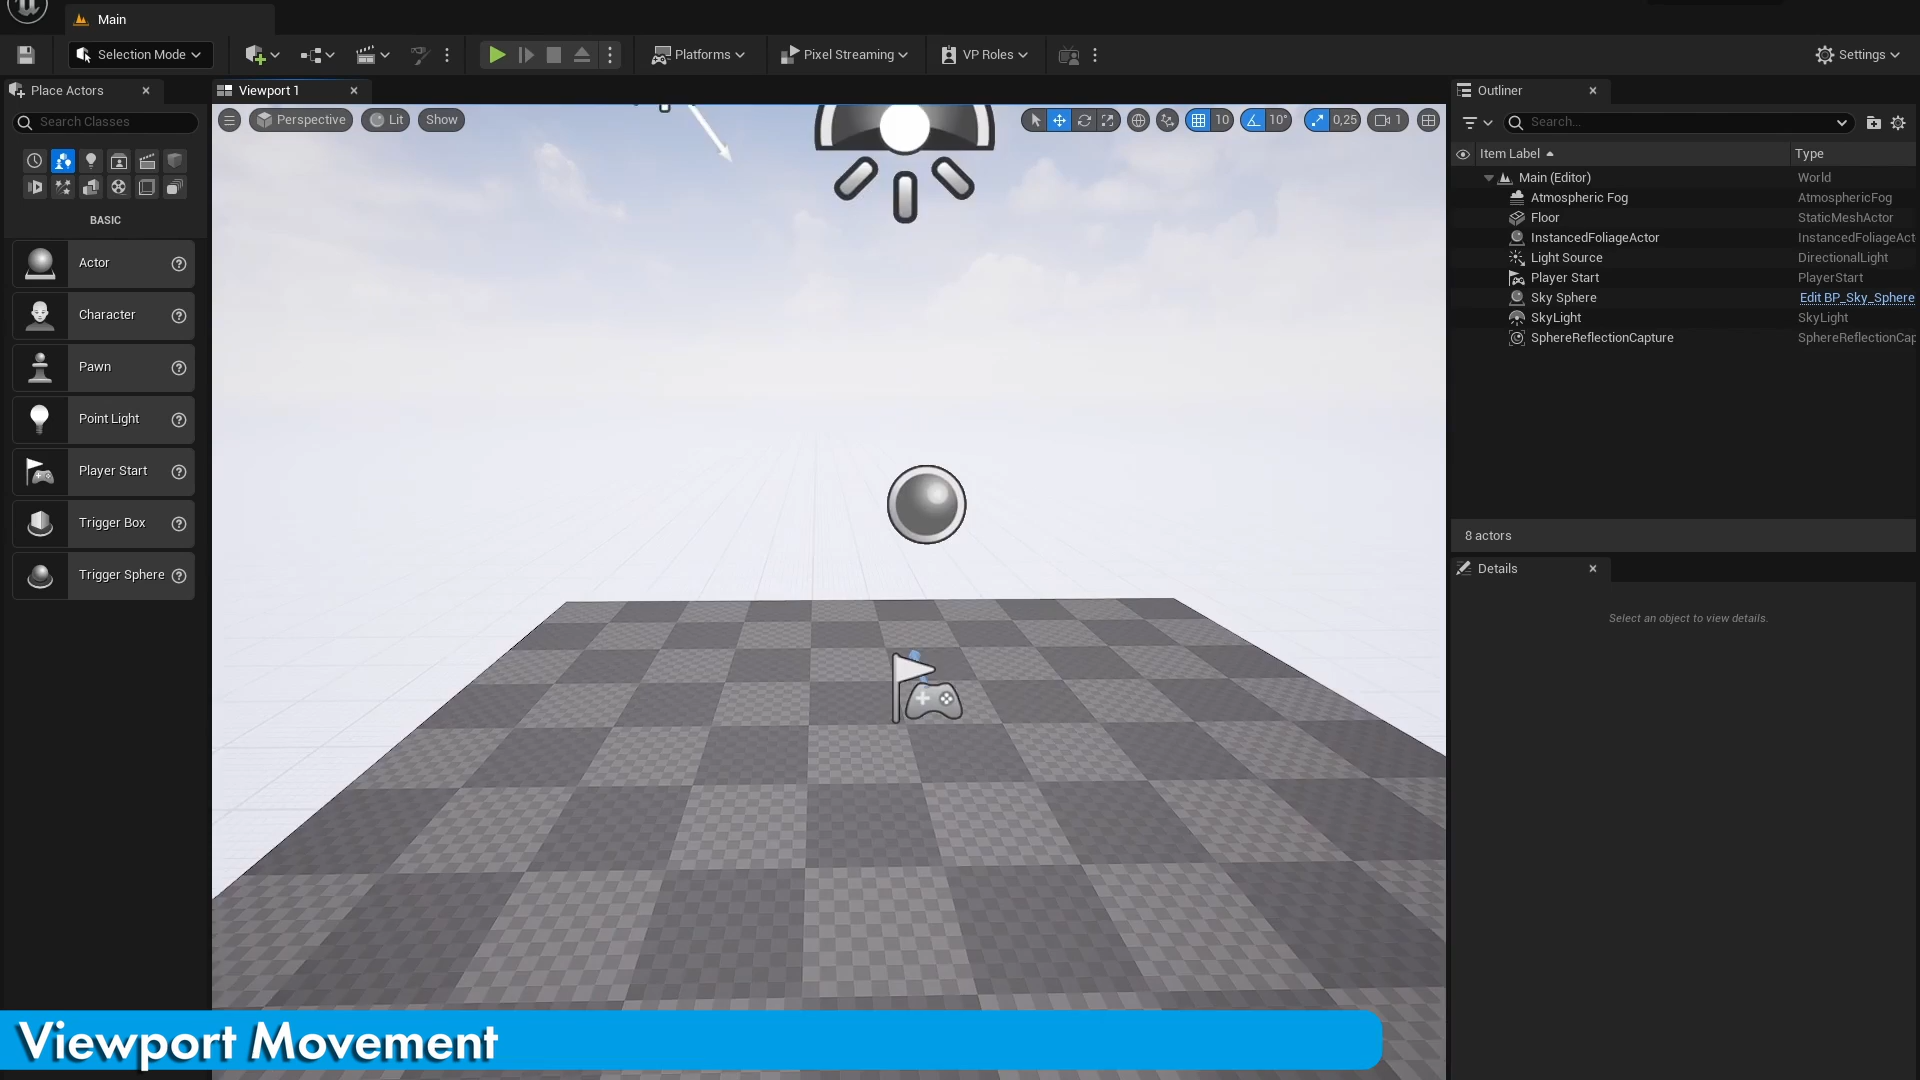 Main
Selection Mode
Platforms
Pixel Streaming
VP Roles
Settings
Place Actors
Viewport 1
Outliner
Search Classes
Perspective
Lit
Show
10
10°
0,25
1
Search...
Item Label
Type
Main (Editor)
World
Atmospheric Fog
AtmosphericFog
Floor
StaticMeshActor
InstancedFoliageActor
InstancedFoliageAct
Light Source
DirectionalLight
Player Start
PlayerStart
Sky Sphere
Edit BP_Sky_Sphere
SkyLight
SkyLight
SphereReflectionCapture
SphereReflectionCap
8 actors
Details
Select an object to view details.
BASIC
Actor
Character
Pawn
Point Light
Player Start
Trigger Box
Trigger Sphere
Viewport Movement